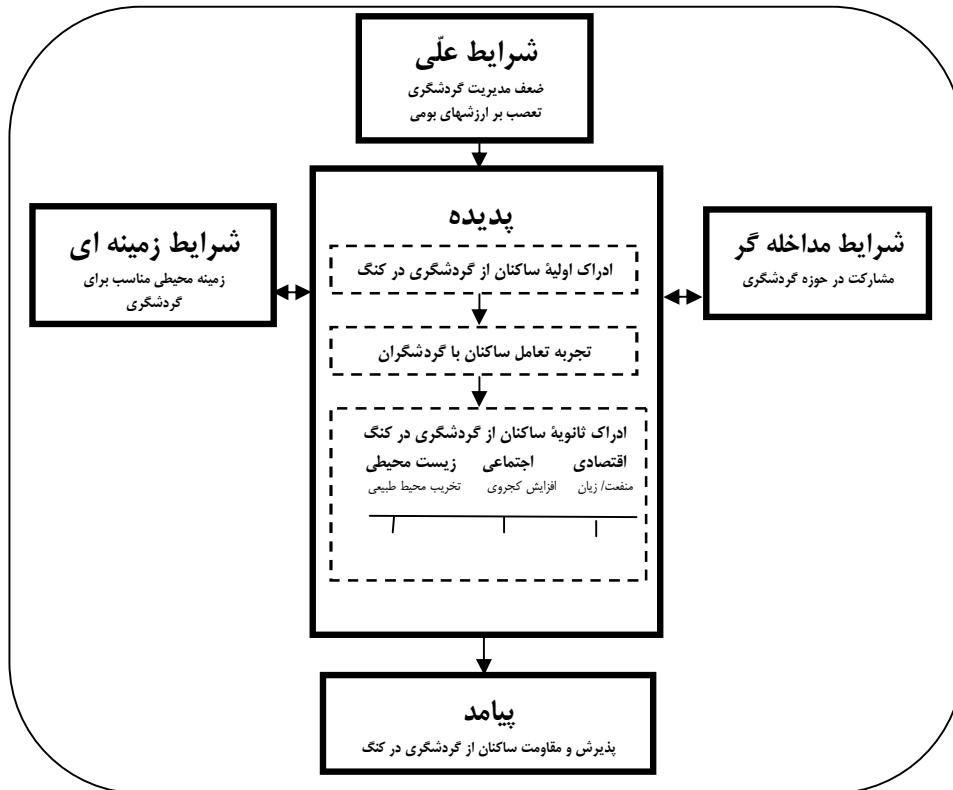 شرایط علّی
ضعف مدیریت گردشگری
تعصب بر ارزشهای بومی
شرایط مداخله گر
مشارکت در حوزه گردشگری
پدیده
ادراک اولیهٔ ساکنان از گردشگری در کنگ
تجربه تعامل ساکنان با گردشگران
ادراک ثانویهٔ ساکنان از گردشگری در کنگ
اقتصادی اجتماعی زیست محیطی
منفعت/ زیان افزایش کجروی تخریب محیط طبیعی
شرایط زمینه ای
زمینه محیطی مناسب برای
گردشگری
پیامد
پذیرش و مقاومت ساکنان از گردشگری در کنگ